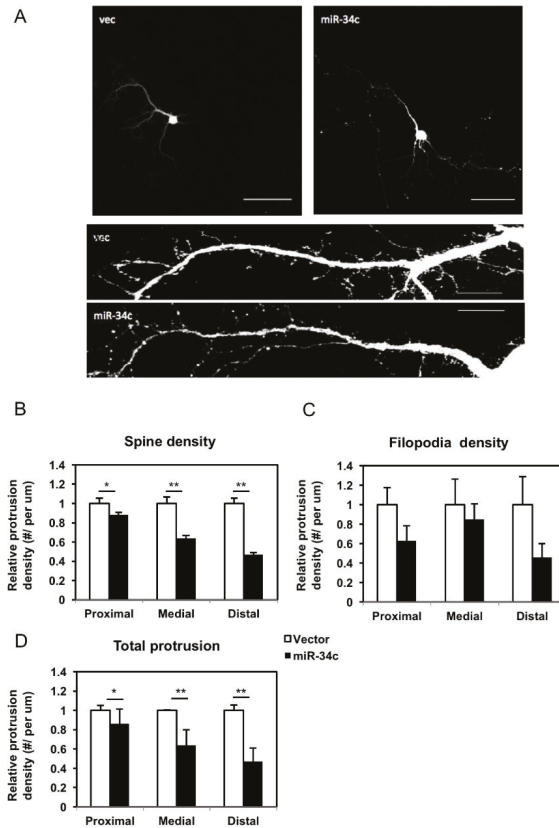 A
vec
miR-34c
vec
miR-34c
B
Spine density
Relative protrusion
density (#/ per um)
1.4
1.2
1
0.8
0.6
0.4
0.2
0
*
**
**
Proximal
Medial
Distal
C
Filopodia density
Relative protrusion
density (#/ per um)
1.4
1.2
1
0.8
0.6
0.4
0.2
0
Proximal
Medial
Distal
D
Total protrusion
Relative protrusion
density (#/ per um)
1.4
1.2
1
0.8
0.6
0.4
0.2
0
*
**
**
Proximal
Medial
Distal
Vector
miR-34c